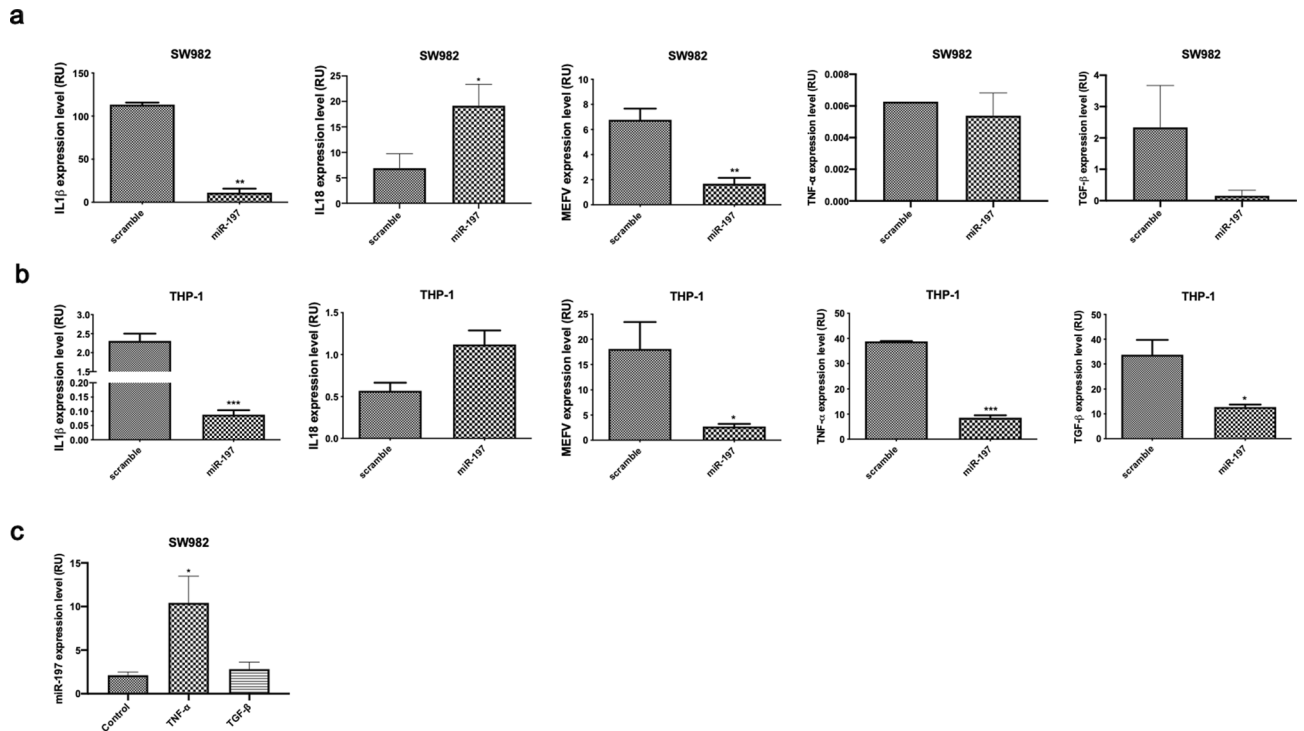 a
SW982
IL1β expression level (RU)
150
100
50
0
**
scramble
miR-197
SW982
IL18 expression level (RU)
25
20
15
10
5
0
*
scramble
miR-197
SW982
MEFV expression level (RU)
10
8
6
4
2
0
**
scramble
miR-197
SW982
TNF-α expression level (RU)
0.008
0.006
0.004
0.002
0.000
scramble
miR-197
SW982
TGF-β expression level (RU)
4
3
2
1
0
scramble
miR-197
b
THP-1
IL1β expression level (RU)
3.0
2.5
2.0
1.5
0.20
0.15
0.10
0.05
0.00
***
scramble
miR-197
THP-1
IL18 expression level (RU)
1.5
1.0
0.5
0.0
scramble
miR-197
THP-1
MEFV expression level (RU)
25
20
15
10
5
0
*
scramble
miR-197
THP-1
TNF-α expression level (RU)
50
40
30
20
10
0
***
scramble
miR-197
THP-1
TGF-β expression level (RU)
50
40
30
20
10
0
*
scramble
miR-197
c
SW982
miR-197 expression level (RU)
15
10
5
0
*
Control
TNF-α
TGF-β